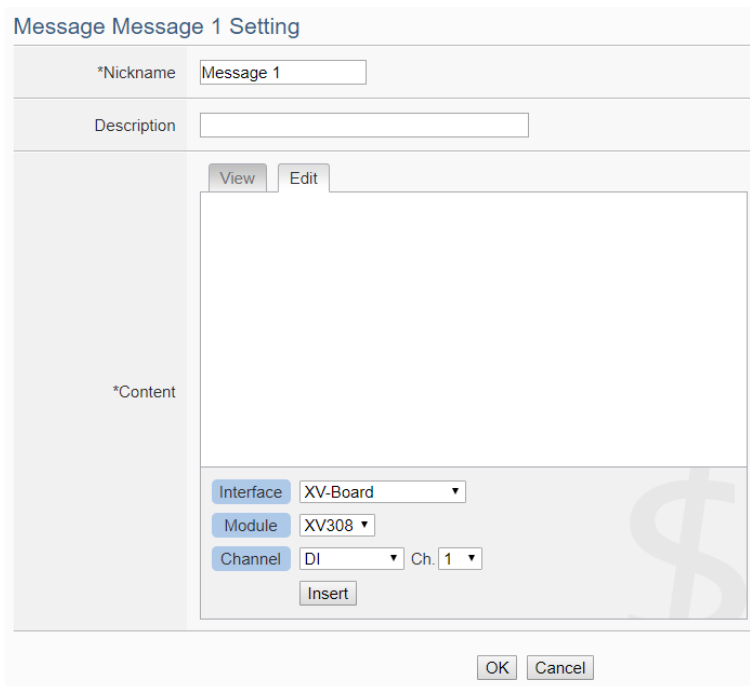 Message Message 1 Setting
*Nickname Message 1
Description
View Edit
*Content
Interface XV-Board
Module XV308
Channel DI Ch. 1
Insert
$
OK Cancel